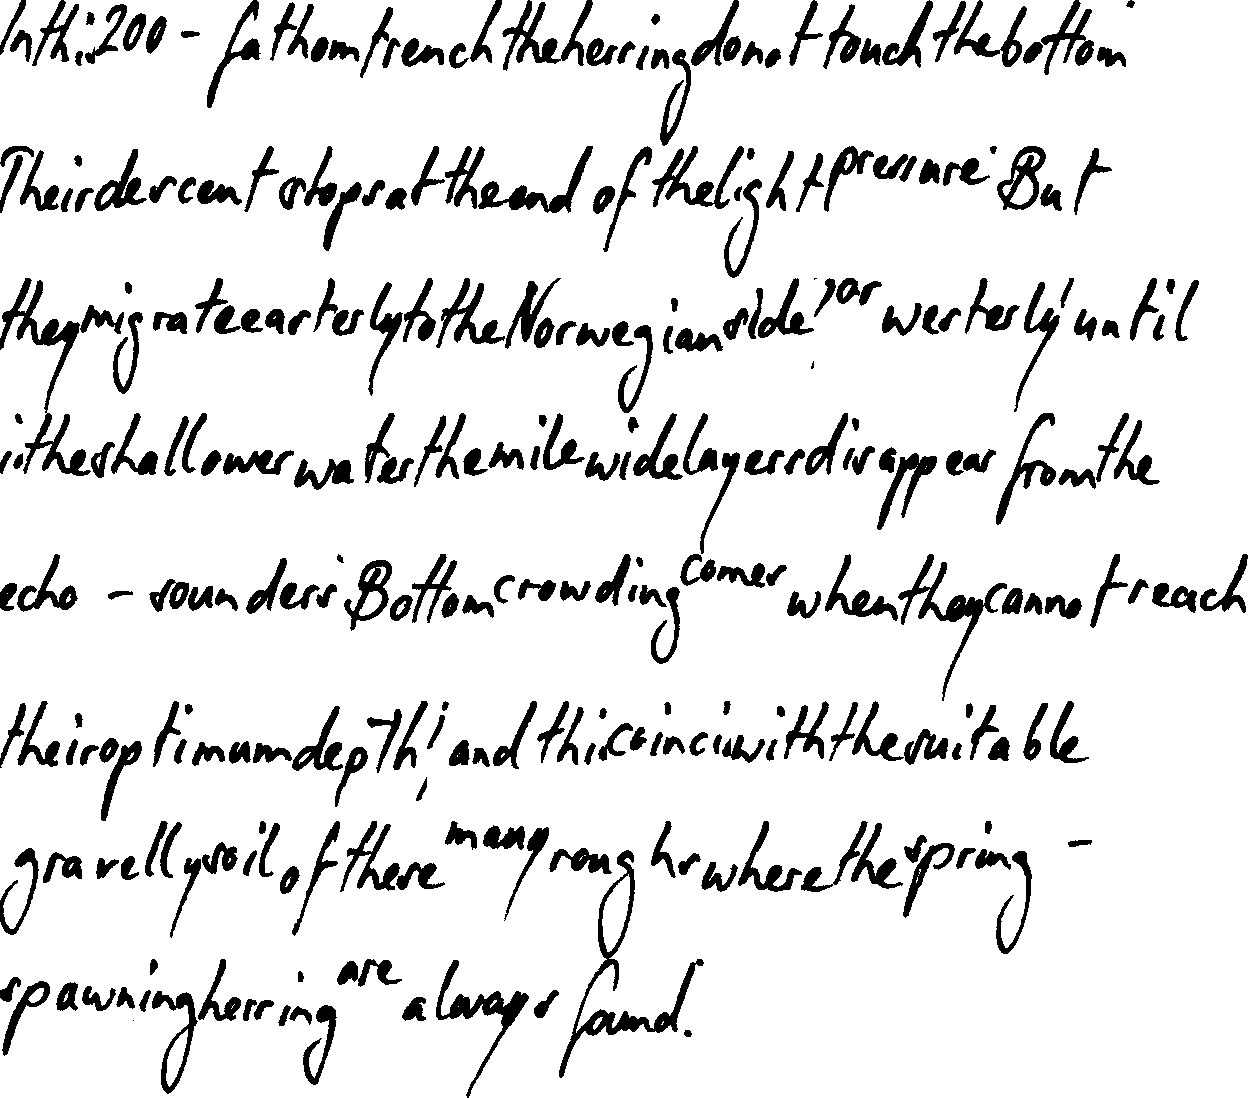 In this 200 - fathom trench the herring do not touch the bottom.
Their descent stops at the end of the light pressure. But
they migrate easterly to the Norwegian side, or westerly, until
in the shallower water the mile wide layers disappear from the
echo - sounders. Bottom crowding comes when they cannot reach
their optimum depth, and this coincides with the suitable
gravelly soil of these many roughs where the spring -
spawning herring are always found.